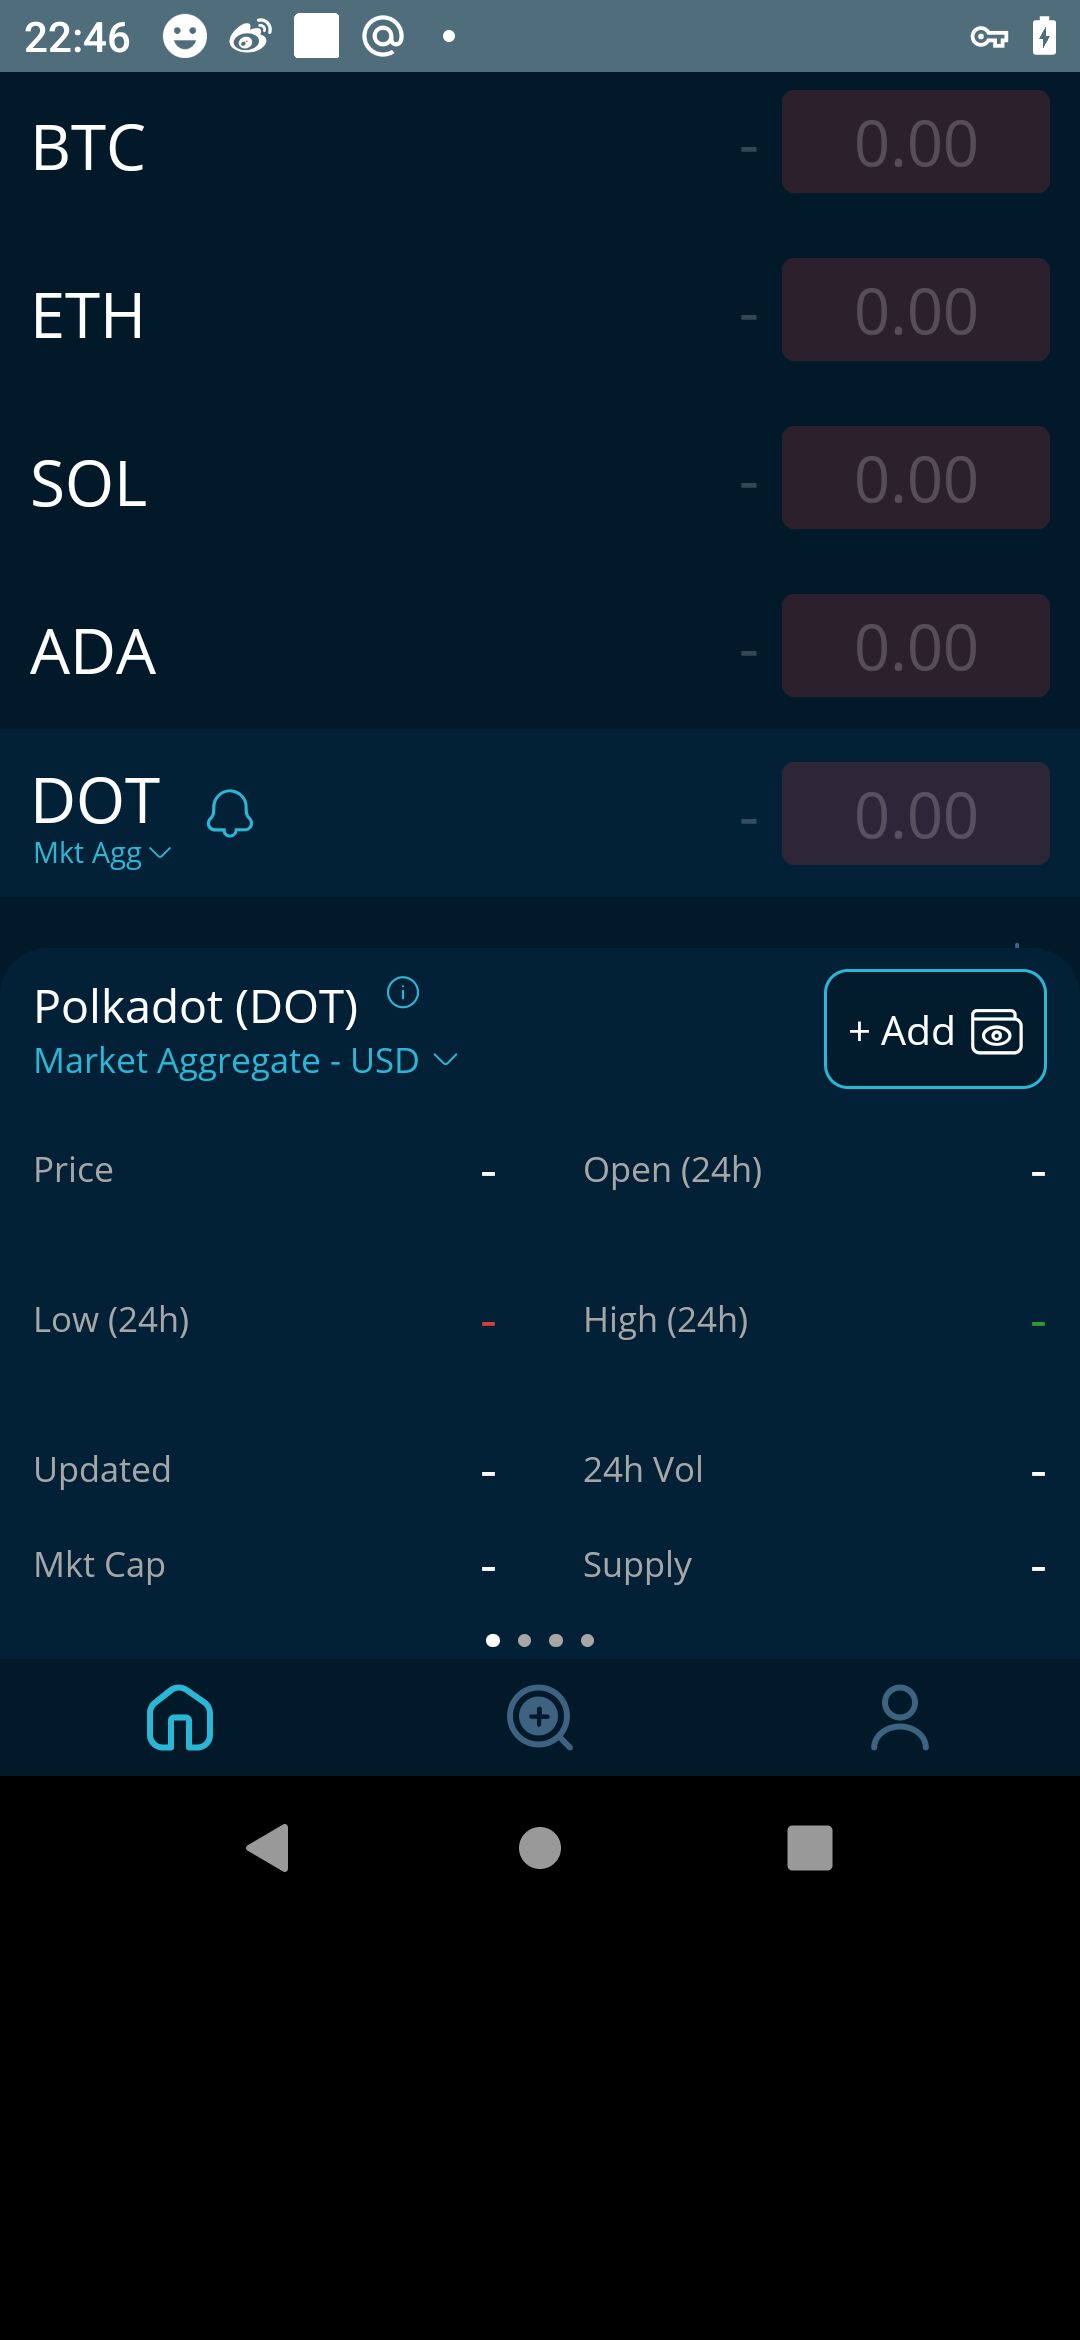 22:46
BTC - 0.00
ETH - 0.00
SOL - 0.00
ADA - 0.00
DOT - 0.00
Mkt Agg
Polkadot (DOT)
+ Add
Market Aggregate - USD
Price - Open (24h) -
Low (24h) - High (24h) -
Updated - 24h Vol -
Mkt Cap - Supply -